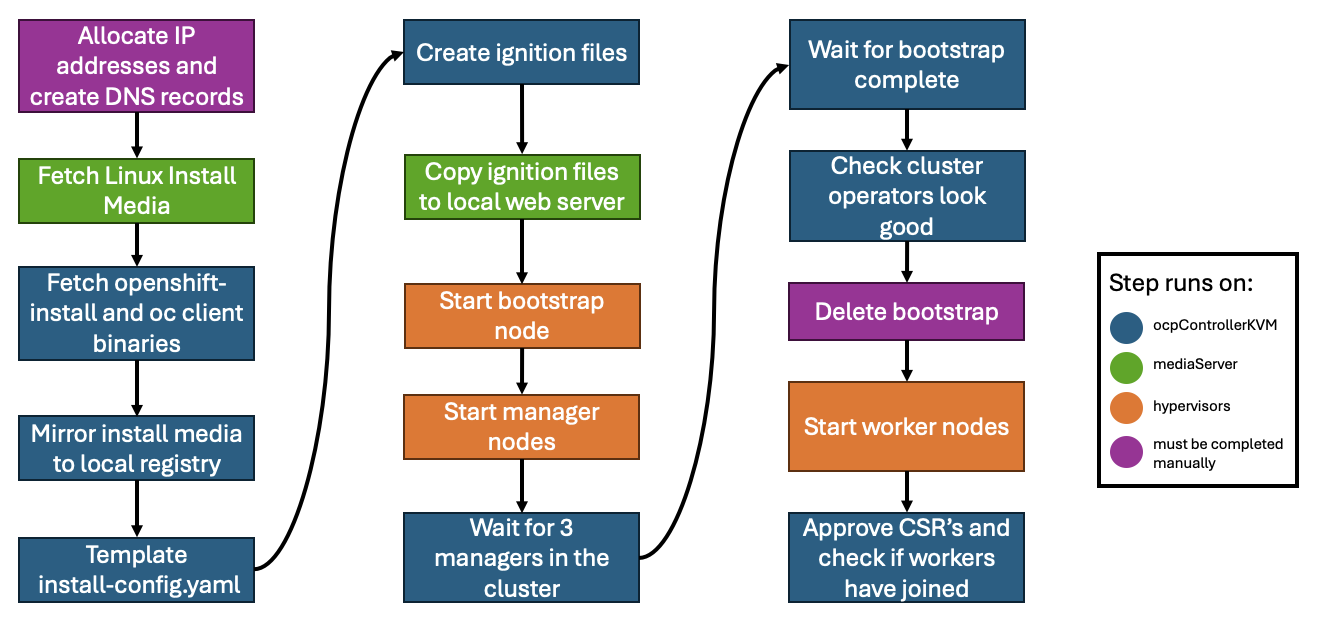 Allocate IP
addresses and
create DNS records
Fetch Linux Install
Media
Fetch openshift-
install and oc client
binaries
Mirror install media
to local registry
Template
install-config.yaml
Create ignition files
Copy ignition files
to local web server
Start bootstrap
node
Start manager
nodes
Wait for 3
managers in the
cluster
Wait for bootstrap
complete
Check cluster
operators look
good
Delete bootstrap
Start worker nodes
Approve CSR's and
check if workers
have joined
Step runs on:
ocpControllerKVM
mediaServer
hypervisors
must be completed
manually